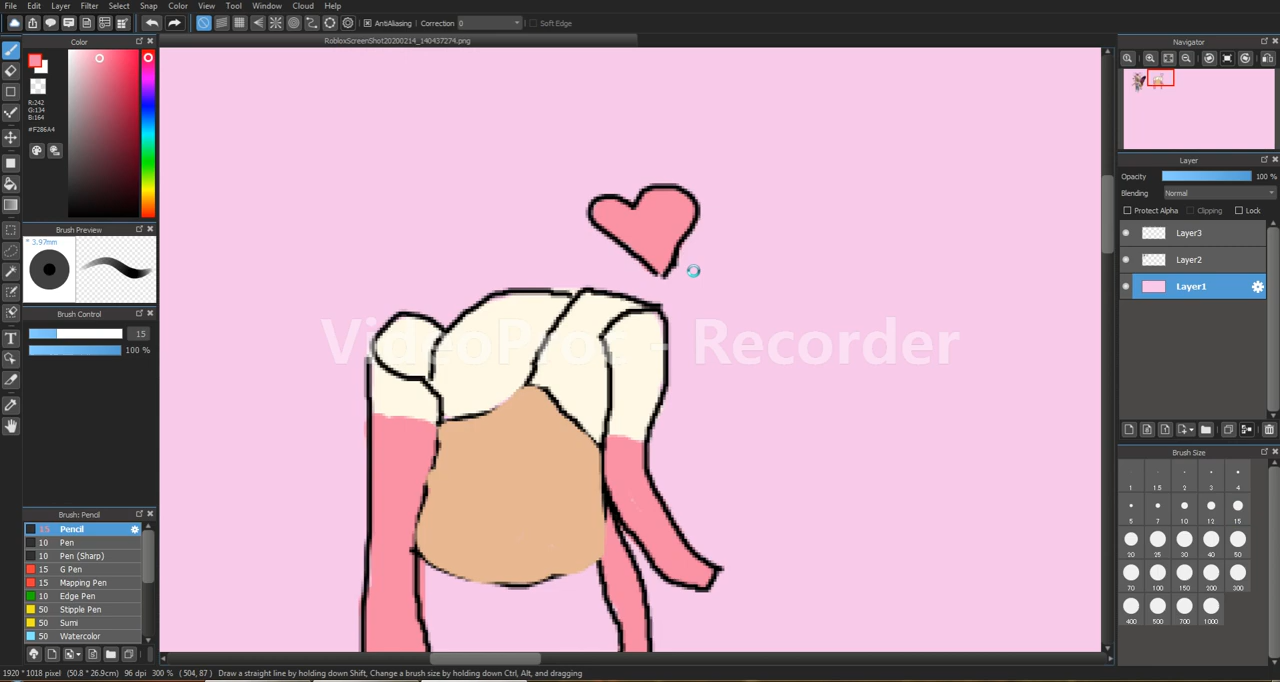 File Edit Layer Filter Select Snap Color View Tool Window Cloud Help
AntiAliasing Correction 0 Soft Edge
Color RobloxScreenShot20200214_140437274.png Navigator
R:242
G:134
B:164
#F286A4
Layer
Opacity 100 %
Blending Normal
Protect Alpha Clipping Lock
Brush Preview
* 3.97mm
Layer3
Layer2
Layer1
Brush Control
15
100 %
VideoProc - Recorder
Brush Size
1 1.5 2 3 4
5 7 10 12 15
20 25 30 40 50
70 100 150 200 300
400 500 700 1000
Brush: Pencil
15 Pencil
10 Pen
10 Pen (Sharp)
15 G Pen
15 Mapping Pen
10 Edge Pen
50 Stipple Pen
50 Sumi
50 Watercolor
1920 * 1018 pixel (50.8 * 26.9cm) 96 dpi 300 % ( 504, 87 ) Draw a straight line by holding down Shift, Change a brush size by holding down Ctrl, Alt, and dragging